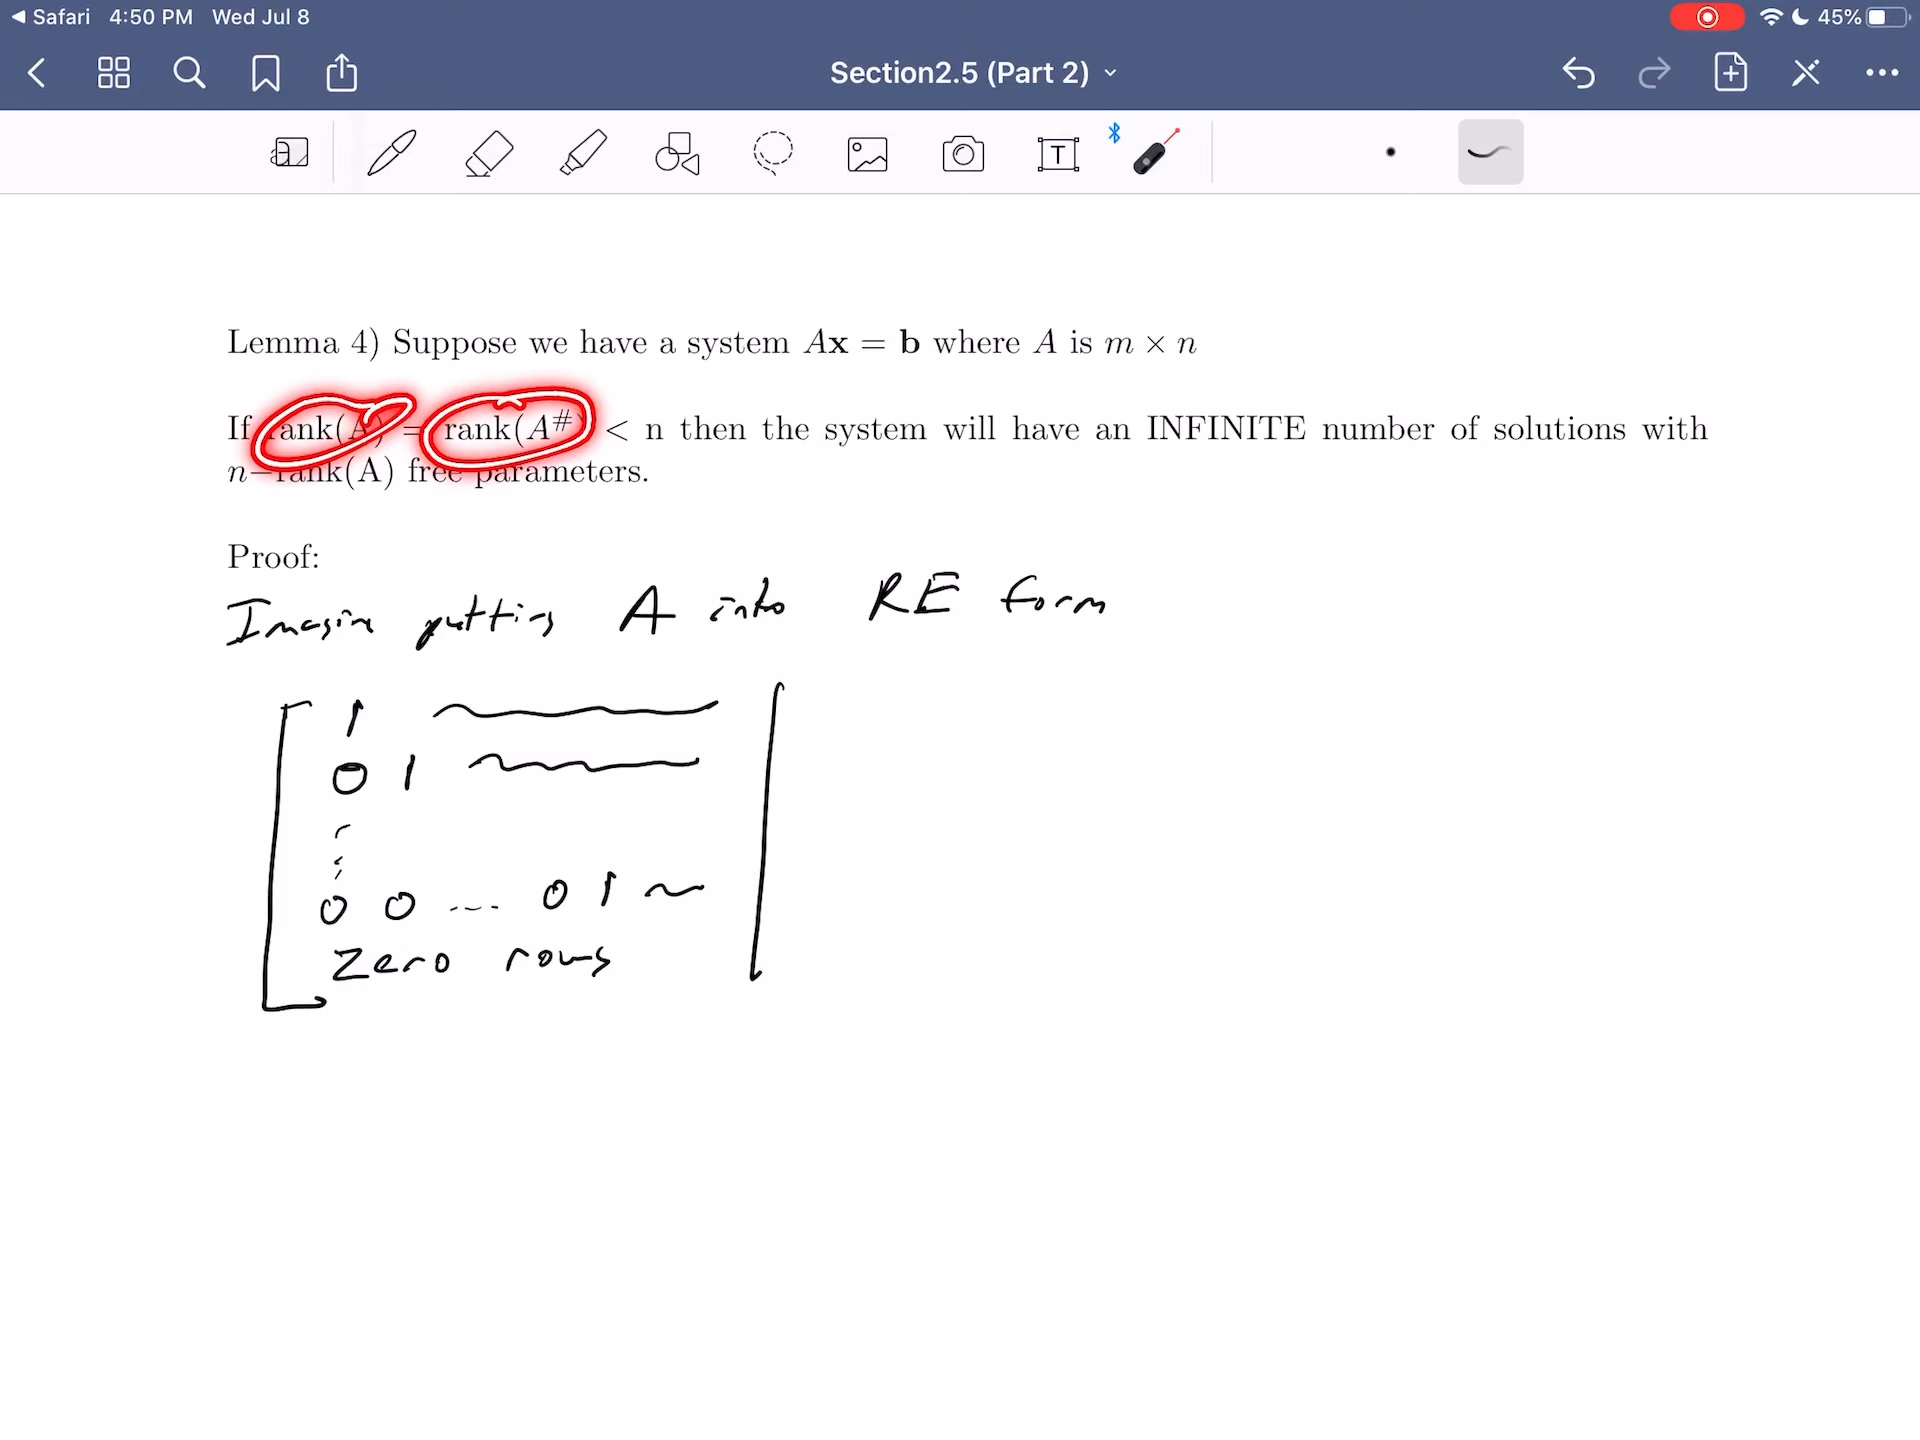 Safari 4:50 PM Wed Jul 8 45%
Section2.5 (Part 2)
T
Lemma 4) Suppose we have a system Ax = b where A is m × n
If rank(A) = rank(A#) < n then the system will have an INFINITE number of solutions with
n−rank(A) free parameters.
Proof:
Imagine putting A into RE form
1
0 1
0 0 ... 0 1
zero rows